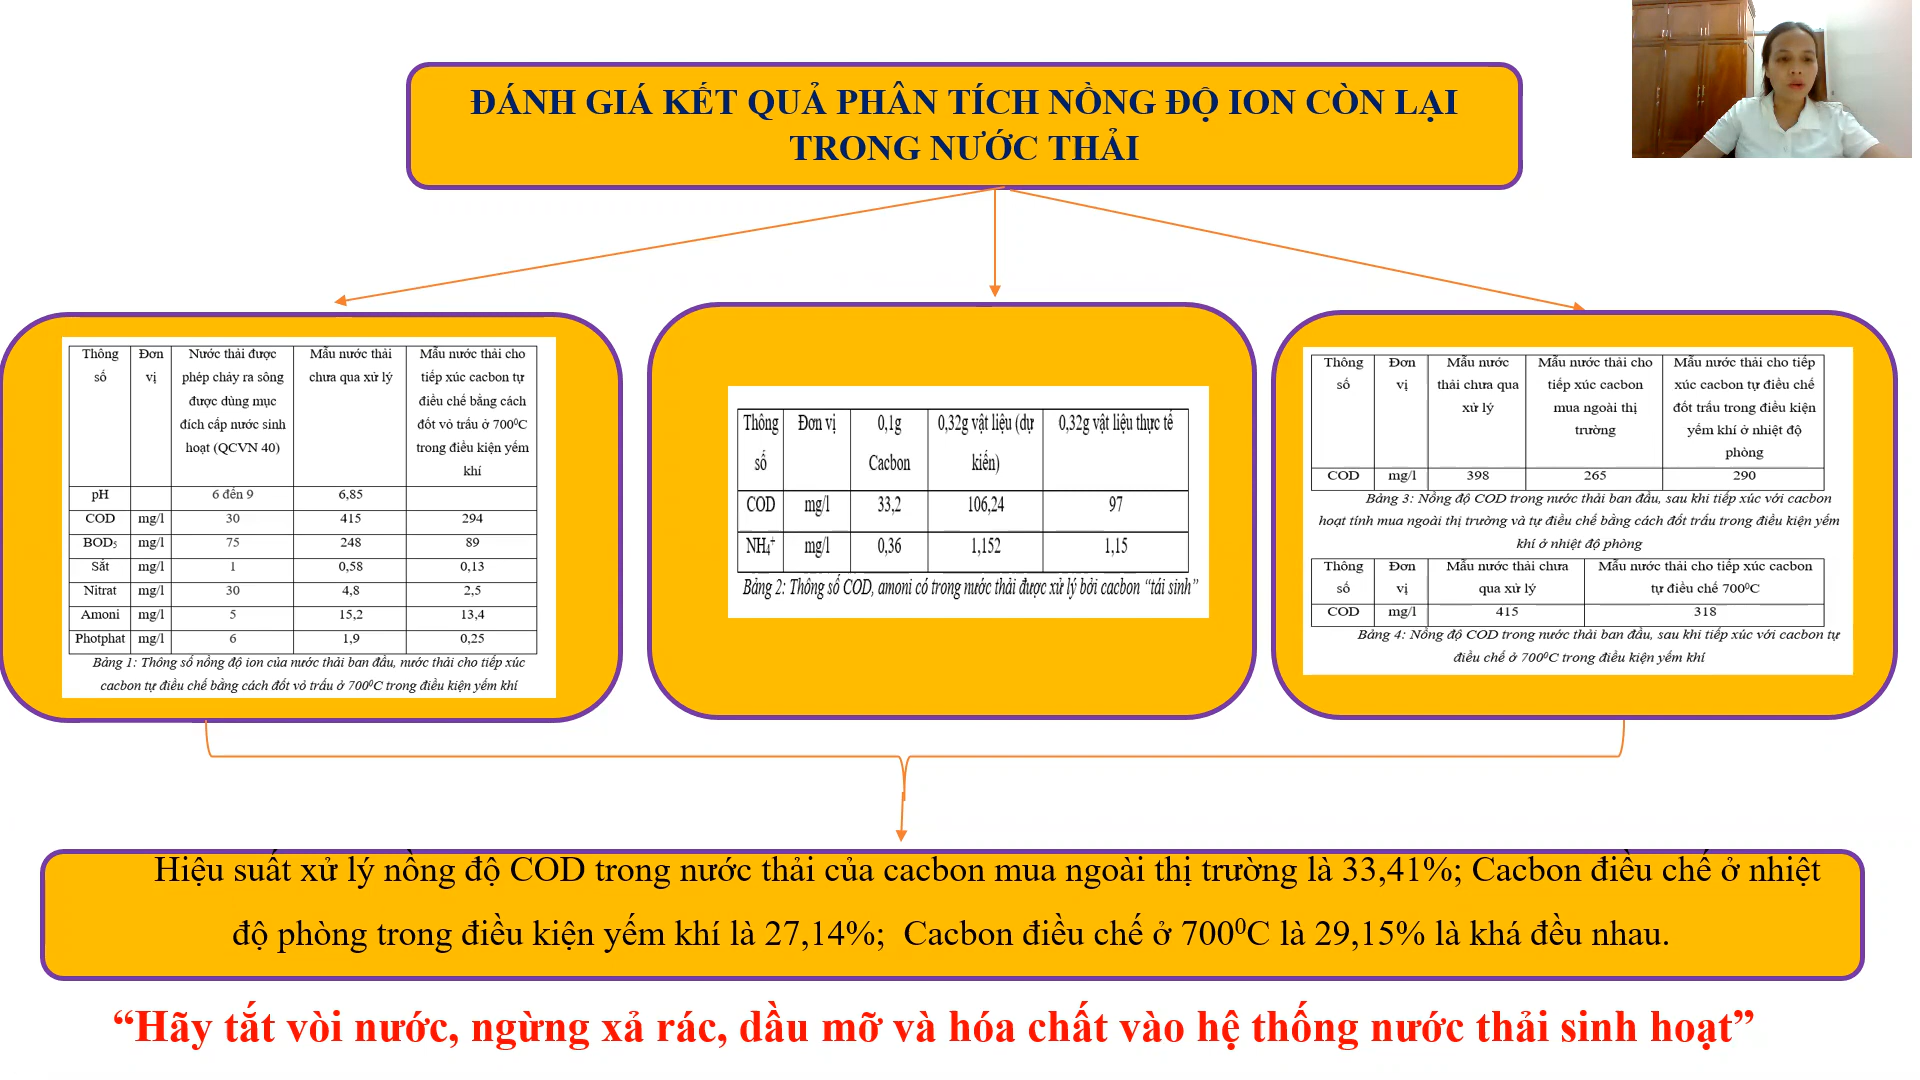 ĐÁNH GIÁ KẾT QUẢ PHÂN TÍCH NỒNG ĐỘ ION CÒN LẠI
TRONG NƯỚC THẢI
Thông số | Đơn vị | Nước thải được phép chảy ra sông được dùng mục đích cấp nước sinh hoạt (QCVN 40) | Mẫu nước thải chưa qua xử lý | Mẫu nước thải cho tiếp xúc cacbon tự điều chế bằng cách đốt vỏ trấu ở 700⁰C trong điều kiện yếm khí
pH | | 6 đến 9 | 6,85 |
COD | mg/l | 30 | 415 | 294
BOD₅ | mg/l | 75 | 248 | 89
Sắt | mg/l | 1 | 0,58 | 0,13
Nitrat | mg/l | 30 | 4,8 | 2,5
Amoni | mg/l | 5 | 15,2 | 13,4
Photphat | mg/l | 6 | 1,9 | 0,25
Bảng 1: Thông số nồng độ ion của nước thải ban đầu, nước thải cho tiếp xúc
cacbon tự điều chế bằng cách đốt vỏ trấu ở 700⁰C trong điều kiện yếm khí
Thông số | Đơn vị | 0,1g Cacbon | 0,32g vật liệu (dự kiến) | 0,32g vật liệu thực tế
COD | mg/l | 33,2 | 106,24 | 97
NH₄⁺ | mg/l | 0,36 | 1,152 | 1,15
Bảng 2: Thông số COD, amoni có trong nước thải được xử lý bởi cacbon “tái sinh”
Thông số | Đơn vị | Mẫu nước thải chưa qua xử lý | Mẫu nước thải cho tiếp xúc cacbon mua ngoài thị trường | Mẫu nước thải cho tiếp xúc cacbon tự điều chế đốt trấu trong điều kiện yếm khí ở nhiệt độ phòng
COD | mg/l | 398 | 265 | 290
Bảng 3: Nồng độ COD trong nước thải ban đầu, sau khi tiếp xúc với cacbon
hoạt tính mua ngoài thị trường và tự điều chế bằng cách đốt trấu trong điều kiện yếm
khí ở nhiệt độ phòng
Thông số | Đơn vị | Mẫu nước thải chưa qua xử lý | Mẫu nước thải cho tiếp xúc cacbon tự điều chế 700⁰C
COD | mg/l | 415 | 318
Bảng 4: Nồng độ COD trong nước thải ban đầu, sau khi tiếp xúc với cacbon tự
điều chế ở 700⁰C trong điều kiện yếm khí
Hiệu suất xử lý nồng độ COD trong nước thải của cacbon mua ngoài thị trường là 33,41%; Cacbon điều chế ở nhiệt
độ phòng trong điều kiện yếm khí là 27,14%; Cacbon điều chế ở 700⁰C là 29,15% là khá đều nhau.
“Hãy tắt vòi nước, ngừng xả rác, dầu mỡ và hóa chất vào hệ thống nước thải sinh hoạt”